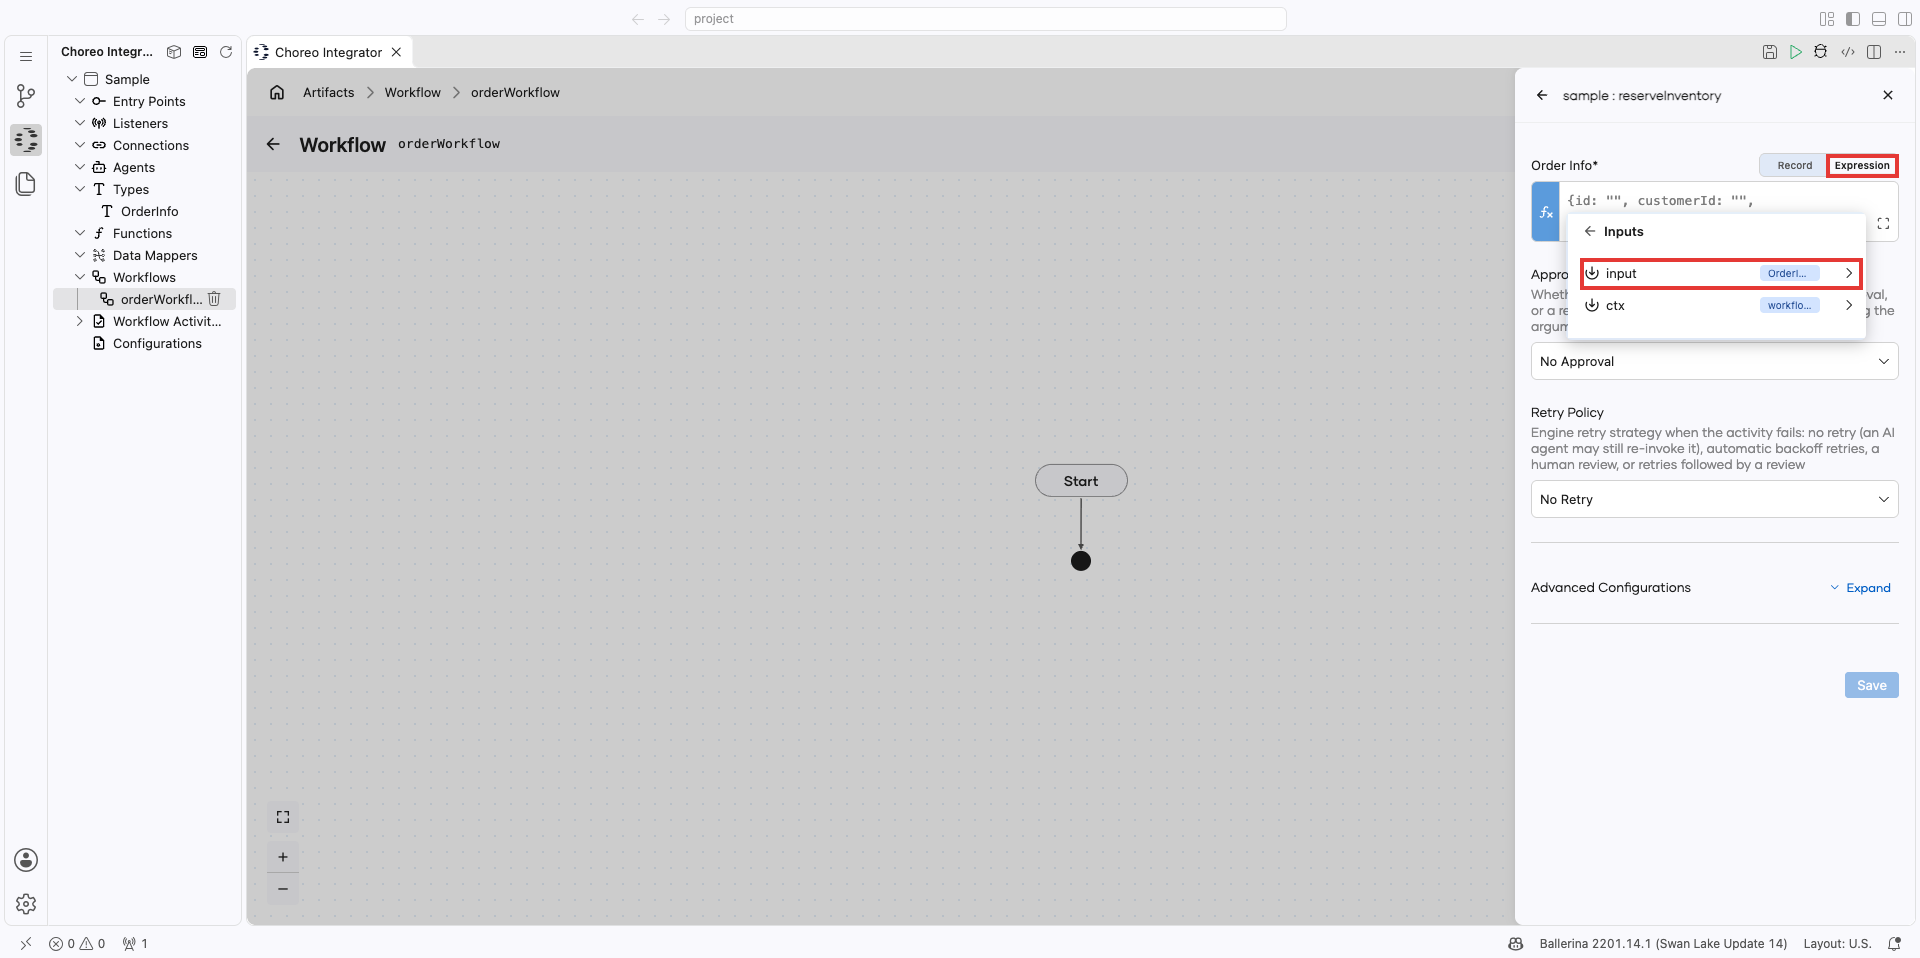 project
Choreo Integr...
Choreo Integrator
Sample
Entry Points
Listeners
Connections
Agents
Types
OrderInfo
Functions
Data Mappers
Workflows
orderWorkfl...
Workflow Activit...
Configurations
Artifacts
Workflow
orderWorkflow
Workflow orderWorkflow
Start
sample : reserveInventory
Order Info*
Record
Expression
fx
{id: "", customerId: "",
Inputs
input
OrderI...
ctx
workflo...
Appro
Wheth
val,
or a re
g the
argum
No Approval
Retry Policy
Engine retry strategy when the activity fails: no retry (an AI
agent may still re-invoke it), automatic backoff retries, a
human review, or retries followed by a review
No Retry
Advanced Configurations
Expand
Save
0
0
1
Ballerina 2201.14.1 (Swan Lake Update 14)
Layout: U.S.